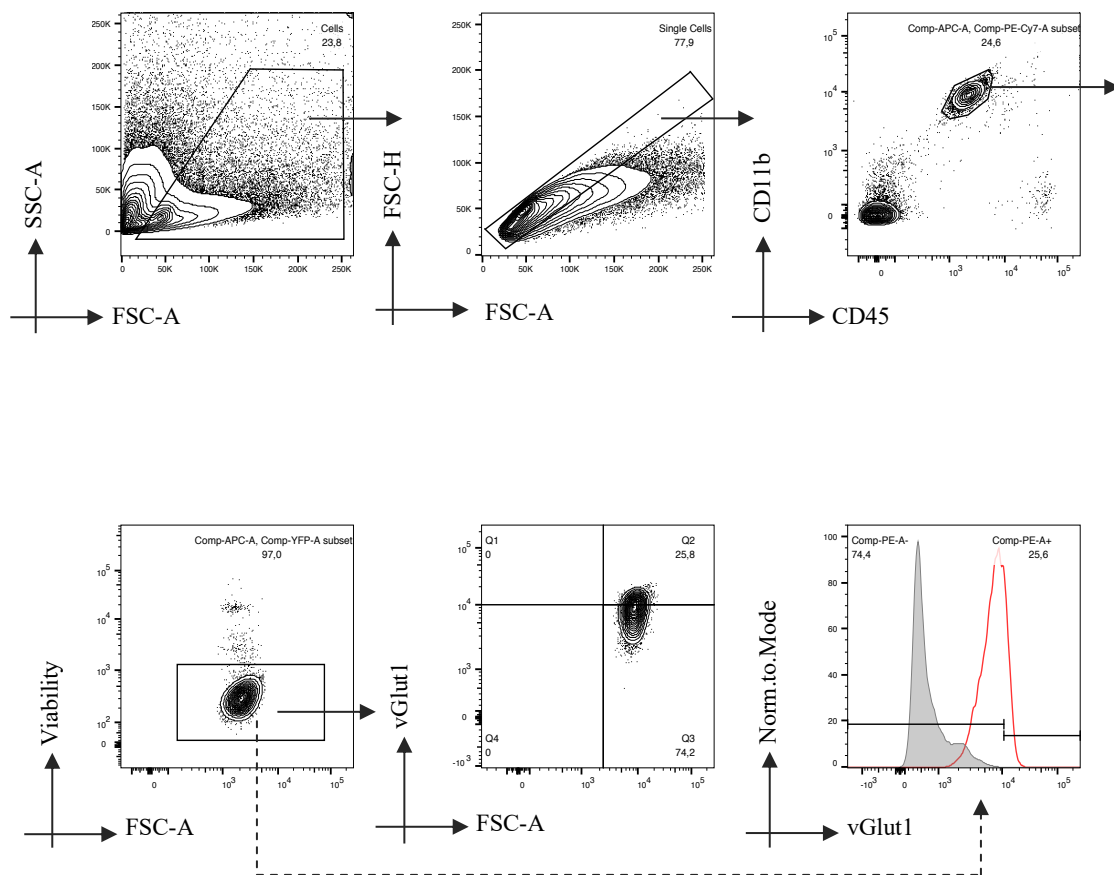 Cells
23,8
250K
200K
150K
100K
50K
0
0 50K 100K 150K 200K 250K
SSC-A
FSC-A
Single Cells
77,9
250K
200K
150K
100K
50K
0
0 50K 100K 150K 200K 250K
FSC-H
FSC-A
Comp-APC-A, Comp-PE-Cy7-A subset
24,6
10^5
10^4
10^3
0
0 10^3 10^4 10^5
CD11b
CD45
Comp-APC-A, Comp-YFP-A subset
97,0
10^5
10^4
10^3
10^2
0
0 10^3 10^4 10^5
Viability
FSC-A
Q1
0
Q2
25,8
Q4
0
Q3
74,2
10^5
10^4
10^3
0
-10^3
0 10^3 10^4 10^5
vGlut1
FSC-A
Comp-PE-A-
74,4
Comp-PE-A+
25,6
100
80
60
40
20
0
-10^3 0 10^3 10^4 10^5
Norm.to.Mode
vGlut1